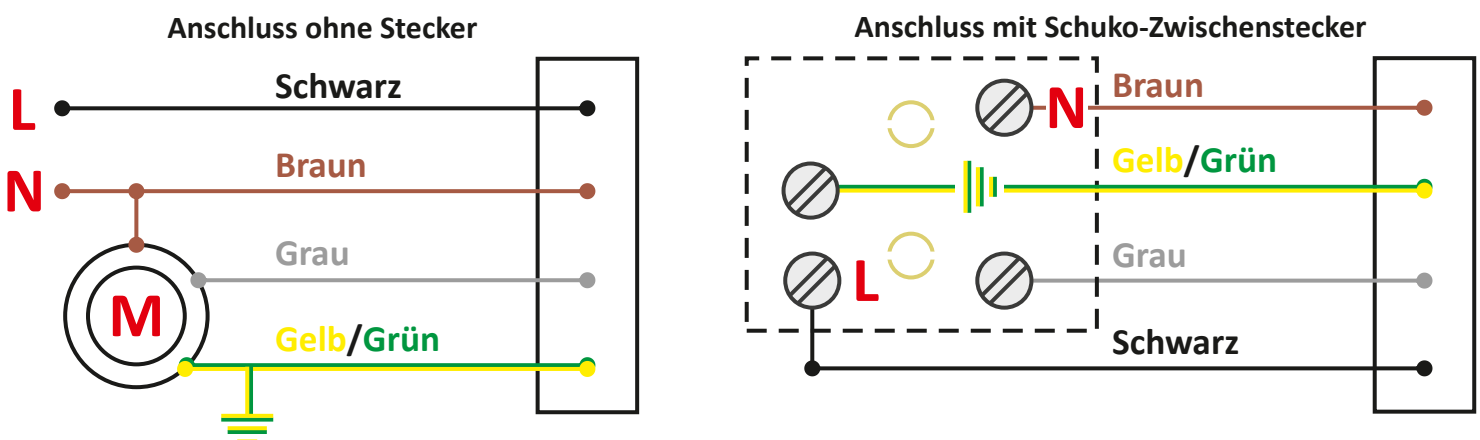 Anschluss ohne Stecker
L
Schwarz
N
Braun
Grau
M
Gelb/Grün
Anschluss mit Schuko-Zwischenstecker
N
Braun
Gelb/Grün
L
Grau
Schwarz